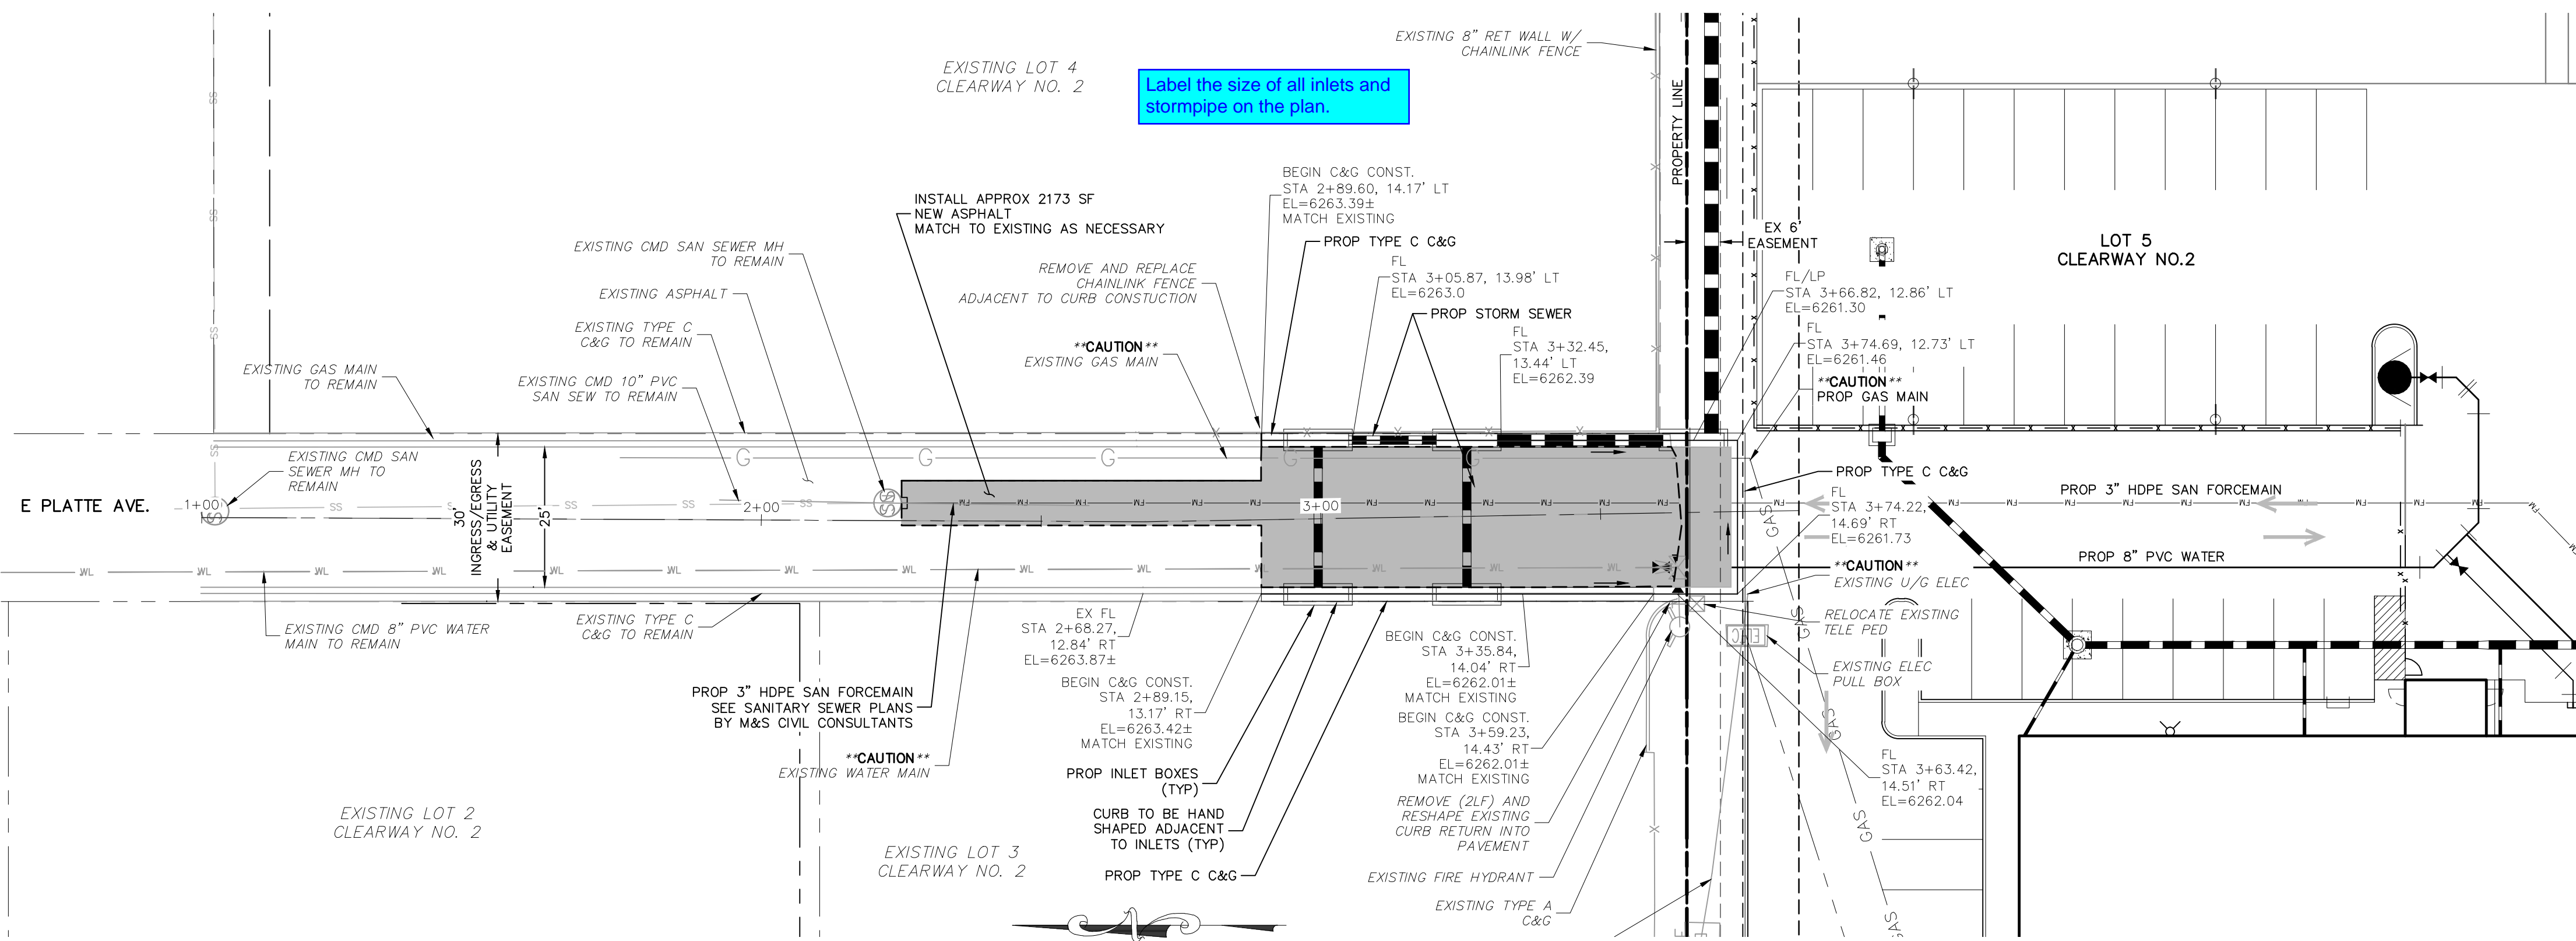 EXISTING 8" RET WALL W/
CHAINLINK FENCE
EXISTING LOT 4
CLEARWAY NO. 2
Label the size of all inlets and
stormpipe on the plan.
PROPERTY LINE
BEGIN C&G CONST.
STA 2+89.60, 14.17' LT
EL=6263.39±
MATCH EXISTING
INSTALL APPROX 2173 SF
NEW ASPHALT
MATCH TO EXISTING AS NECESSARY
PROP TYPE C C&G
EX 6'
EASEMENT
LOT 5
CLEARWAY NO.2
EXISTING CMD SAN SEWER MH
TO REMAIN
REMOVE AND REPLACE
CHAINLINK FENCE
ADJACENT TO CURB CONSTUCTION
FL
STA 3+05.87, 13.98' LT
EL=6263.0
FL/LP
STA 3+66.82, 12.86' LT
EL=6261.30
EXISTING ASPHALT
PROP STORM SEWER
EXISTING TYPE C
C&G TO REMAIN
**CAUTION**
EXISTING GAS MAIN
FL
STA 3+32.45,
13.44' LT
EL=6262.39
FL
STA 3+74.69, 12.73' LT
EL=6261.46
EXISTING GAS MAIN
TO REMAIN
EXISTING CMD 10" PVC
SAN SEW TO REMAIN
**CAUTION**
PROP GAS MAIN
EXISTING CMD SAN
SEWER MH TO
REMAIN
PROP TYPE C C&G
E PLATTE AVE.
1+00
2+00
3+00
30'
INGRESS/EGRESS
& UTILITY
EASEMENT
25'
FL
STA 3+74.22,
14.69' RT
EL=6261.73
PROP 3" HDPE SAN FORCEMAIN
PROP 8" PVC WATER
**CAUTION**
EXISTING U/G ELEC
EXISTING CMD 8" PVC WATER
MAIN TO REMAIN
EXISTING TYPE C
C&G TO REMAIN
EX FL
STA 2+68.27,
12.84' RT
EL=6263.87±
BEGIN C&G CONST.
STA 3+35.84,
14.04' RT
EL=6262.01±
MATCH EXISTING
RELOCATE EXISTING
TELE PED
EXISTING ELEC
PULL BOX
PROP 3" HDPE SAN FORCEMAIN
SEE SANITARY SEWER PLANS
BY M&S CIVIL CONSULTANTS
BEGIN C&G CONST.
STA 2+89.15,
13.17' RT
EL=6263.42±
MATCH EXISTING
BEGIN C&G CONST.
STA 3+59.23,
14.43' RT
EL=6262.01±
MATCH EXISTING
**CAUTION**
EXISTING WATER MAIN
FL
STA 3+63.42,
14.51' RT
EL=6262.04
PROP INLET BOXES
(TYP)
CURB TO BE HAND
SHAPED ADJACENT
TO INLETS (TYP)
REMOVE (2LF) AND
RESHAPE EXISTING
CURB RETURN INTO
PAVEMENT
EXISTING LOT 2
CLEARWAY NO. 2
EXISTING LOT 3
CLEARWAY NO. 2
PROP TYPE C C&G
EXISTING FIRE HYDRANT
EXISTING TYPE A
C&G
GAS
GAS
GAS
GAS
GAS
GAS